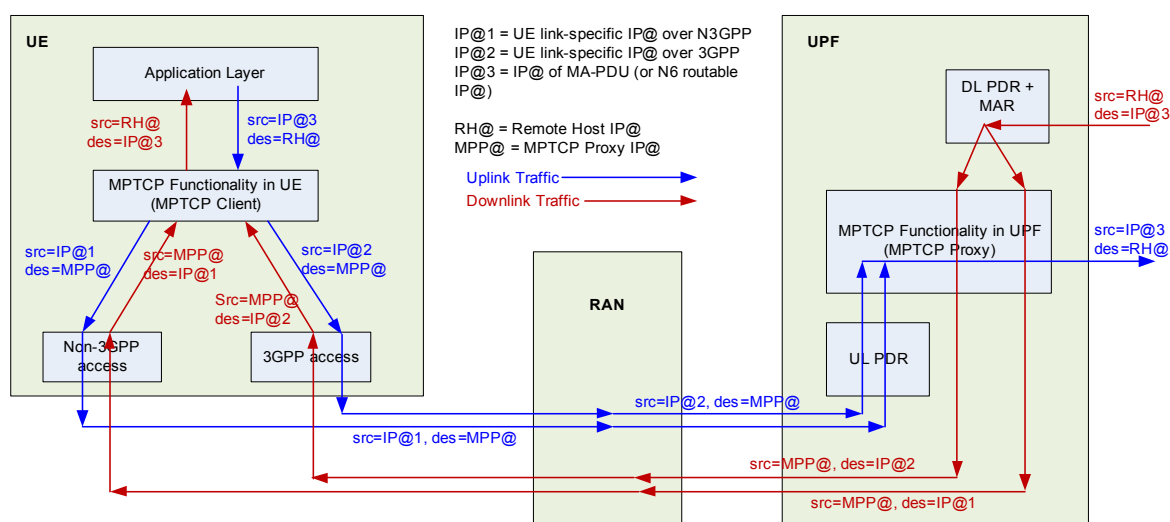 UE
Application Layer
src=RH@
des=IP@3
src=IP@3
des=RH@
MPTCP Functionality in UE
(MPTCP Client)
src=IP@1
des=MPP@
src=MPP@
des=IP@1
src=IP@2
des=MPP@
Src=MPP@
des=IP@2
Non-3GPP
access
3GPP access
IP@1 = UE link-specific IP@ over N3GPP
IP@2 = UE link-specific IP@ over 3GPP
IP@3 = IP@ of MA-PDU (or N6 routable
IP@)
RH@ = Remote Host IP@
MPP@ = MPTCP Proxy IP@
Uplink Traffic
Downlink Traffic
RAN
UPF
DL PDR +
MAR
src=RH@
des=IP@3
MPTCP Functionality in UPF
(MPTCP Proxy)
src=IP@3
des=RH@
UL PDR
src=IP@2, des=MPP@
src=IP@1, des=MPP@
src=MPP@, des=IP@2
src=MPP@, des=IP@1